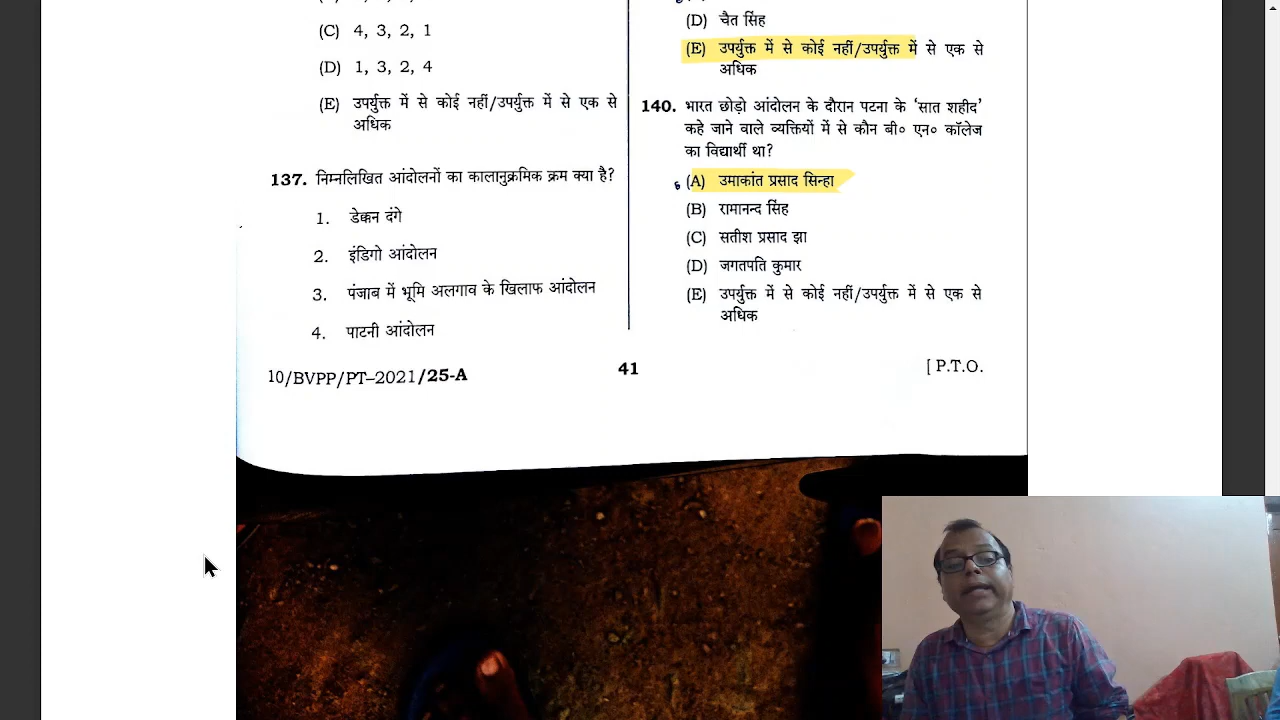 (C) 4, 3, 2, 1
(D) 1, 3, 2, 4
(E) उपर्युक्त में से कोई नहीं/उपर्युक्त में से एक से
अधिक
137. निम्नलिखित आंदोलनों का कालानुक्रमिक क्रम क्या है?
1. डेक्कन दंगे
2. इंडिगो आंदोलन
3. पंजाब में भूमि अलगाव के खिलाफ आंदोलन
4. पाटनी आंदोलन
(D) चैत सिंह
(E) उपर्युक्त में से कोई नहीं/उपर्युक्त में से एक से
अधिक
140. भारत छोड़ो आंदोलन के दौरान पटना के ‘सात शहीद’
कहे जाने वाले व्यक्तियों में से कौन बी० एन० कॉलेज
का विद्यार्थी था?
(A) उमाकांत प्रसाद सिन्हा
(B) रामानन्द सिंह
(C) सतीश प्रसाद झा
(D) जगतपति कुमार
(E) उपर्युक्त में से कोई नहीं/उपर्युक्त में से एक से
अधिक
10/BVPP/PT–2021/25-A
41
[ P.T.O.